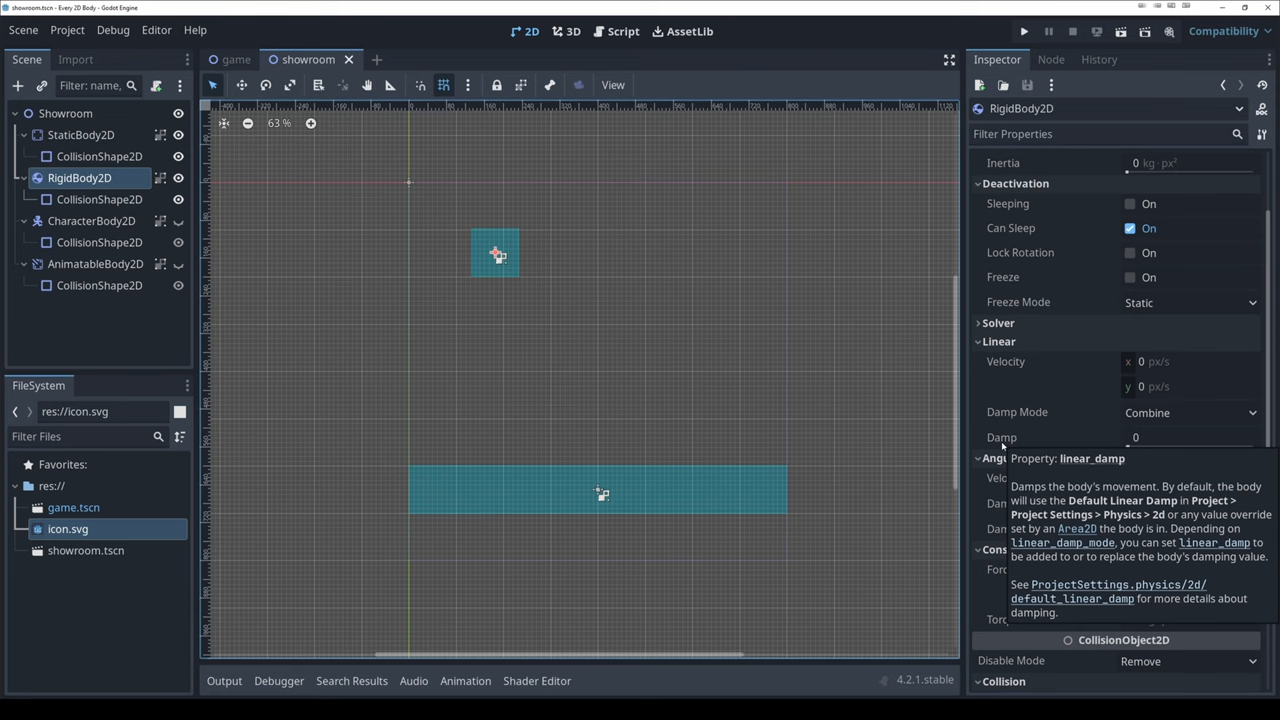 showroom.tscn - Every 2D Body - Godot Engine
Scene Project Debug Editor Help
2D 3D Script AssetLib
Compatibility
Scene Import
Filter: name,
Showroom
StaticBody2D
CollisionShape2D
RigidBody2D
CollisionShape2D
CharacterBody2D
CollisionShape2D
AnimatableBody2D
CollisionShape2D
FileSystem
res://icon.svg
Filter Files
Favorites:
res://
game.tscn
icon.svg
showroom.tscn
game showroom
View
63 %
Output Debugger Search Results Audio Animation Shader Editor
4.2.1.stable
Inspector Node History
RigidBody2D
Filter Properties
Inertia 0 kg·px²
Deactivation
Sleeping On
Can Sleep On
Lock Rotation On
Freeze On
Freeze Mode Static
Solver
Linear
Velocity x 0 px/s
y 0 px/s
Damp Mode Combine
Damp 0
Property: linear_damp
Damps the body's movement. By default, the body
will use the Default Linear Damp in Project >
Project Settings > Physics > 2d or any value override
set by an Area2D the body is in. Depending on
linear_damp_mode, you can set linear_damp to
be added to or to replace the body's damping value.
See ProjectSettings.physics/2d/
default_linear_damp for more details about
damping.
CollisionObject2D
Disable Mode Remove
Collision